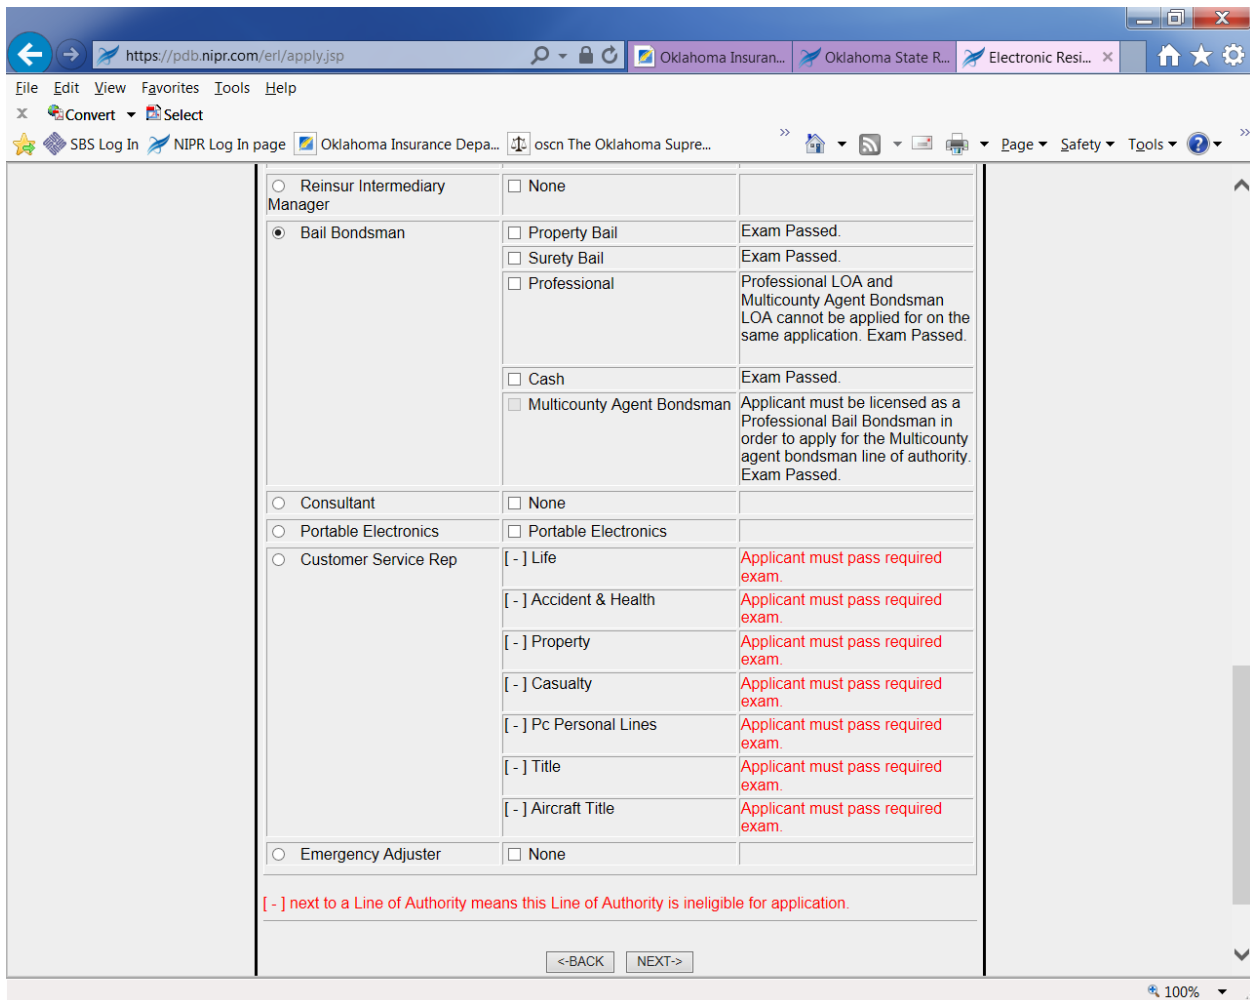 https://pdb.nipr.com/erl/apply.jsp
Oklahoma Insuran...
Oklahoma State R...
Electronic Resi...
File Edit View Favorites Tools Help
x Convert Select
SBS Log In NIPR Log In page Oklahoma Insurance Depa... oscn The Oklahoma Supre... »
Page Safety Tools »
Reinsur Intermediary
Manager
None
Bail Bondsman
Property Bail
Exam Passed.
Surety Bail
Exam Passed.
Professional
Professional LOA and
Multicounty Agent Bondsman
LOA cannot be applied for on the
same application. Exam Passed.
Cash
Exam Passed.
Multicounty Agent Bondsman
Applicant must be licensed as a
Professional Bail Bondsman in
order to apply for the Multicounty
agent bondsman line of authority.
Exam Passed.
Consultant
None
Portable Electronics
Portable Electronics
Customer Service Rep
[ - ] Life
Applicant must pass required
exam.
[ - ] Accident & Health
Applicant must pass required
exam.
[ - ] Property
Applicant must pass required
exam.
[ - ] Casualty
Applicant must pass required
exam.
[ - ] Pc Personal Lines
Applicant must pass required
exam.
[ - ] Title
Applicant must pass required
exam.
[ - ] Aircraft Title
Applicant must pass required
exam.
Emergency Adjuster
None
[ - ] next to a Line of Authority means this Line of Authority is ineligible for application.
<-BACK
NEXT->
100%